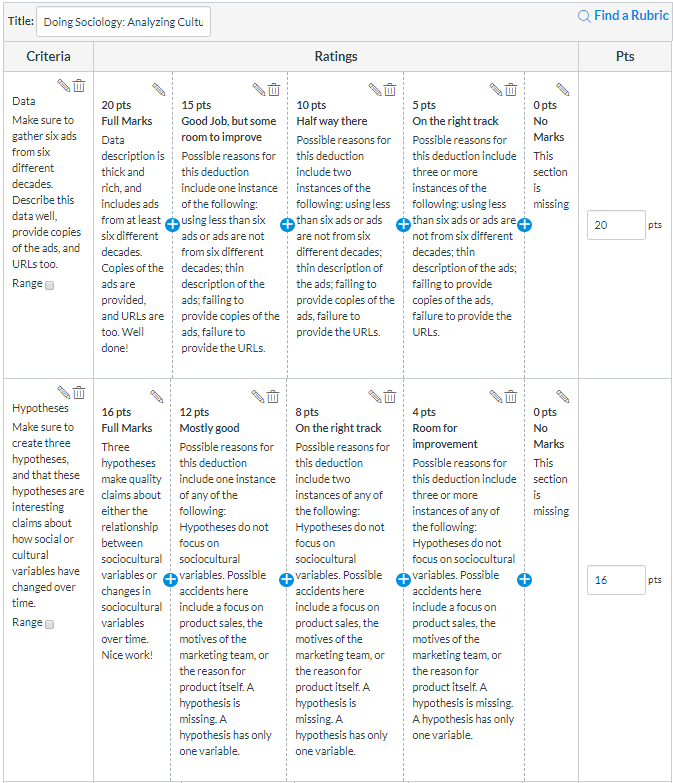 Title: Doing Sociology: Analyzing Cultu
Find a Rubric
Criteria
Ratings
Pts
Data
Make sure to
gather six ads
from six
different
decades.
Describe this
data well,
provide copies
of the ads, and
URLs too.
Range
20 pts
Full Marks
Data
description is
thick and
rich, and
includes ads
from at least
six different
decades.
Copies of the
ads are
provided,
and URLs are
too. Well
done!
15 pts
Good Job, but some
room to improve
Possible reasons for
this deduction
include one instance
of the following:
using less than six
ads or ads are not
from six different
decades; thin
description of the
ads; failing to
provide copies of the
ads, failure to
provide the URLs.
10 pts
Half way there
Possible reasons for
this deduction
include two
instances of the
following: using less
than six ads or ads
are not from six
different decades;
thin description of
the ads; failing to
provide copies of the
ads, failure to
provide the URLs.
5 pts
On the right track
Possible reasons for
this deduction include
three or more
instances of the
following: using less
than six ads or ads are
not from six different
decades; thin
description of the ads;
failing to provide
copies of the ads,
failure to provide the
URLs.
0 pts
No
Marks
This
section
is
missing
20 pts
Hypotheses
Make sure to
create three
hypotheses,
and that these
hypotheses are
interesting
claims about
how social or
cultural
variables have
changed over
time.
Range
16 pts
Full Marks
Three
hypotheses
make quality
claims about
either the
relationship
between
sociocultural
variables or
changes in
sociocultural
variables
over time.
Nice work!
12 pts
Mostly good
Possible reasons for
this deduction
include one instance
of any of the
following:
Hypotheses do not
focus on
sociocultural
variables. Possible
accidents here
include a focus on
product sales, the
motives of the
marketing team, or
the reason for
product itself. A
hypothesis is
missing. A
hypothesis has only
one variable.
8 pts
On the right track
Possible reasons for
this deduction
include two
instances of any of
the following:
Hypotheses do not
focus on
sociocultural
variables. Possible
accidents here
include a focus on
product sales, the
motives of the
marketing team, or
the reason for
product itself. A
hypothesis is
missing. A
hypothesis has only
one variable.
4 pts
Room for
improvement
Possible reasons for
this deduction include
three or more
instances of any of
the following:
Hypotheses do not
focus on sociocultural
variables. Possible
accidents here
include a focus on
product sales, the
motives of the
marketing team, or
the reason for
product itself. A
hypothesis is missing.
A hypothesis has only
one variable.
0 pts
No
Marks
This
section
is
missing
16 pts